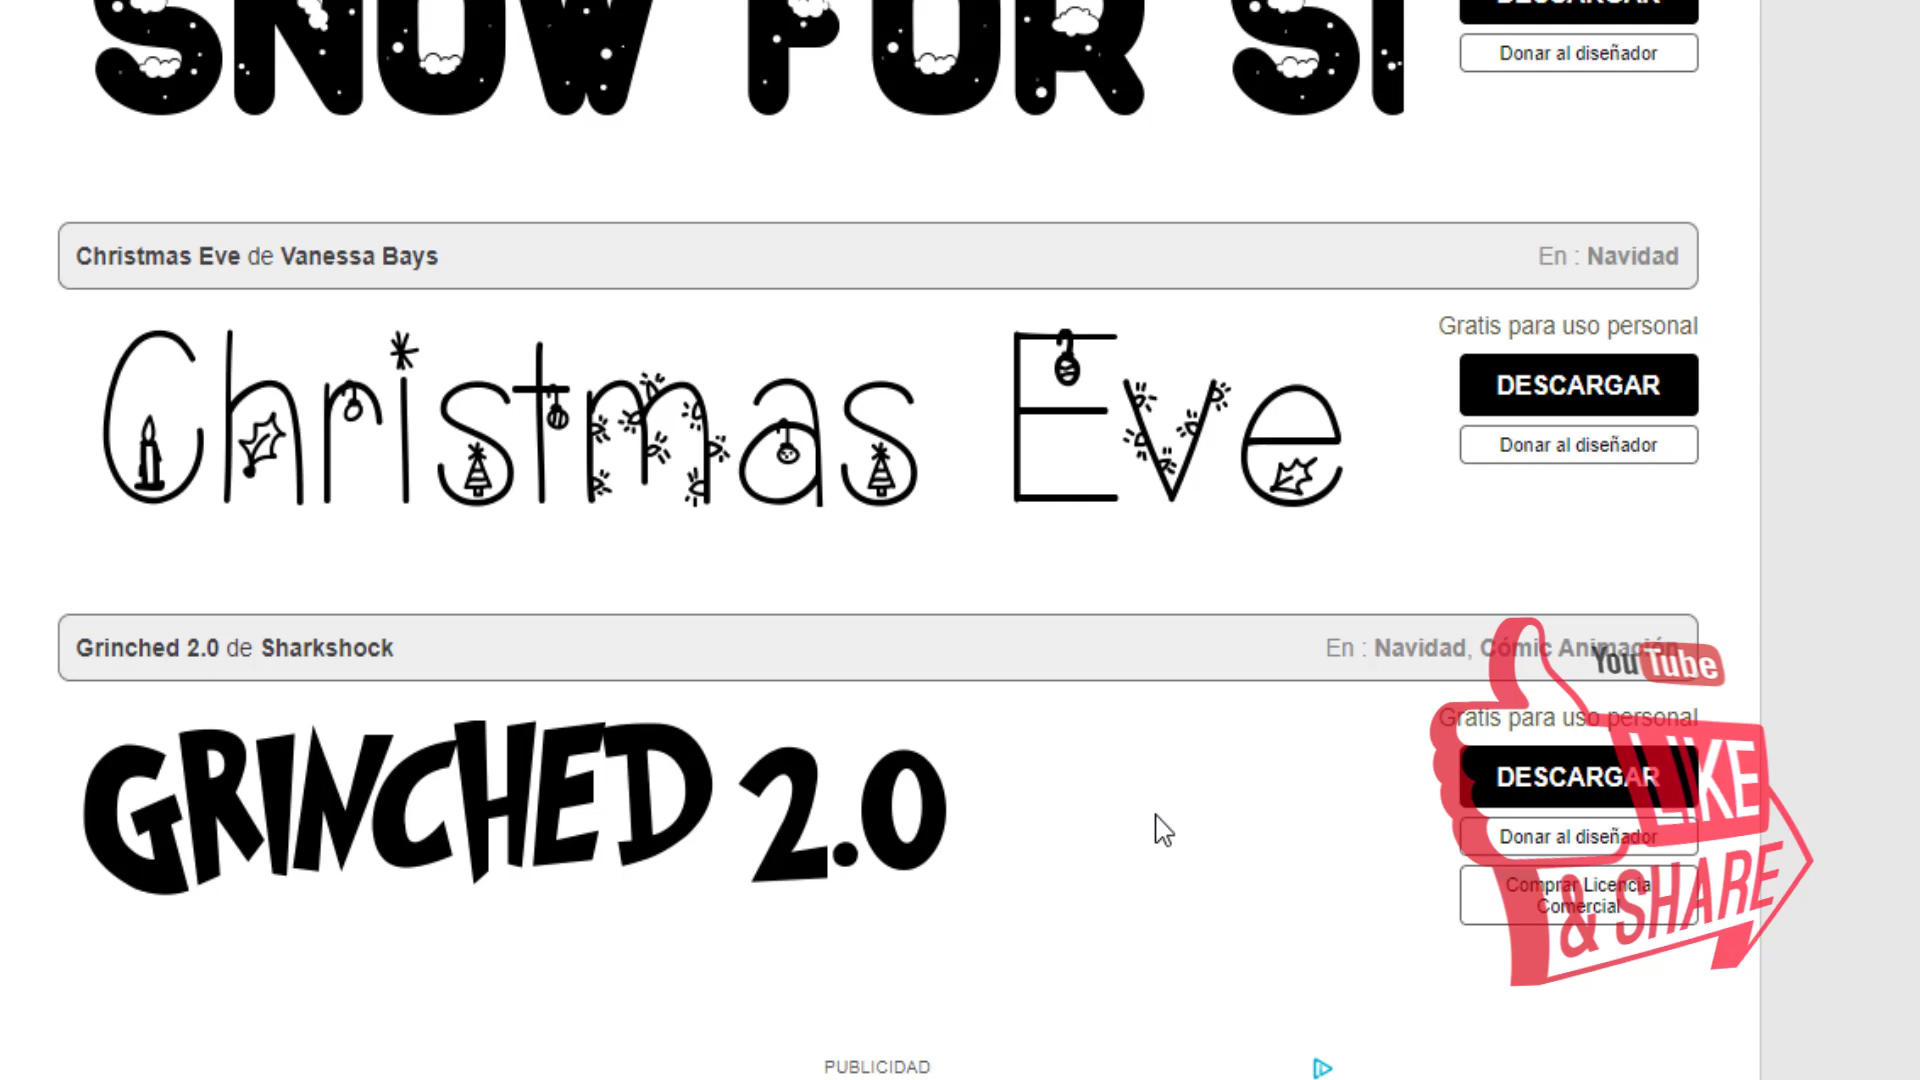 SNOW FOR SI
DESCARGAR
Donar al diseñador
Christmas Eve de Vanessa Bays
En : Navidad
Christmas Eve
Gratis para uso personal
DESCARGAR
Donar al diseñador
Grinched 2.0 de Sharkshock
En : Navidad, Cómic Animación
YouTube
GRINCHED 2.0
Gratis para uso personal
DESCARGAR
LIKE
Donar al diseñador
& SHARE
Comprar Licencia
Comercial
PUBLICIDAD